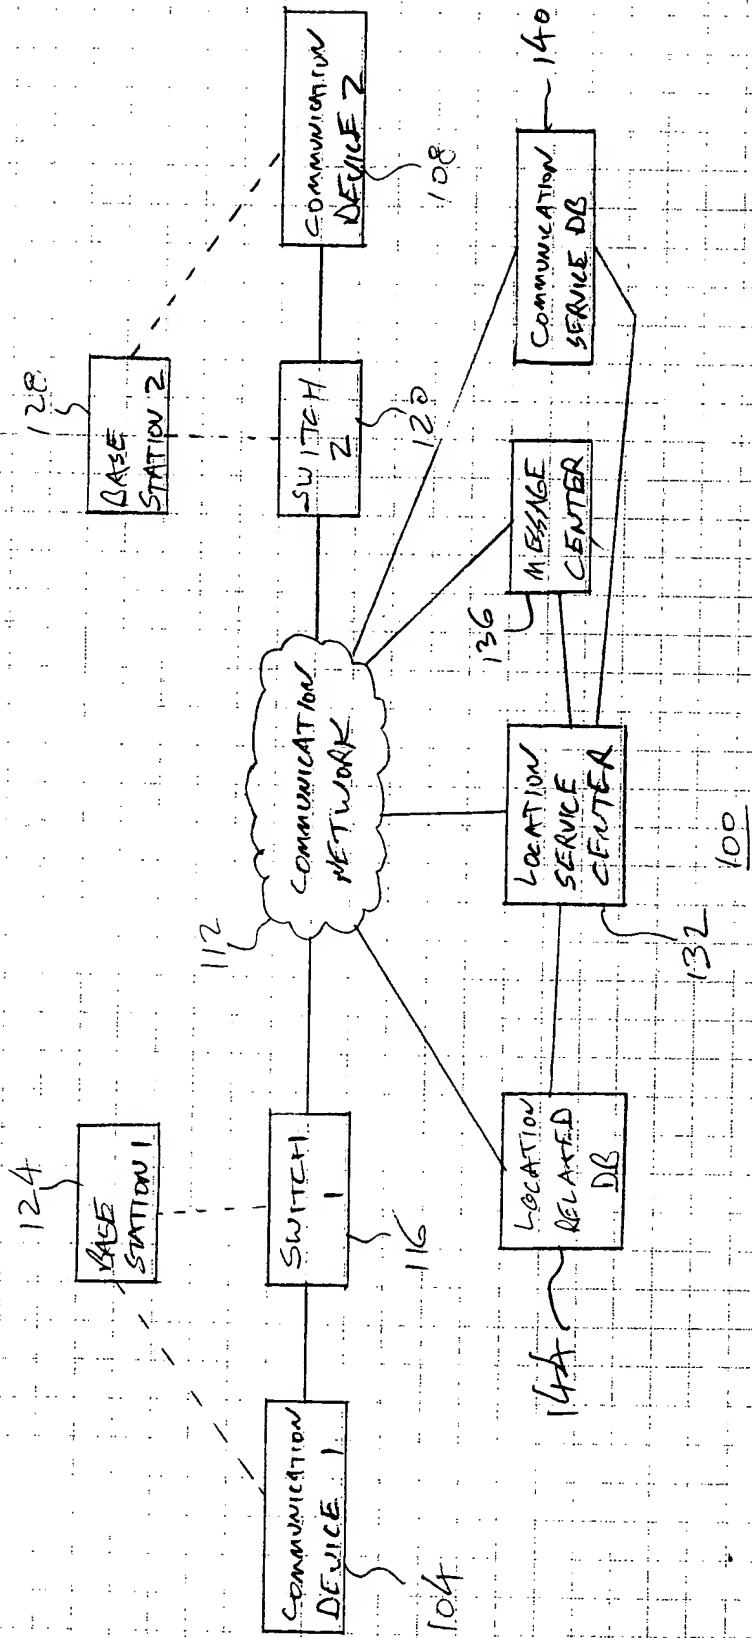 124
BASE
STATION 1
128
BASE
STATION 2
COMMUNICATION
DEVICE 1
104
SWITCH
1
116
112
COMMUNICATION
NETWORK
SWITCH
2
120
COMMUNICATION
DEVICE 2
108
LOCATION
RELATED
DB
144
LOCATION
SERVICE
CENTER
132
136
MESSAGE
CENTER
COMMUNICATION
SERVICE DB
140
100